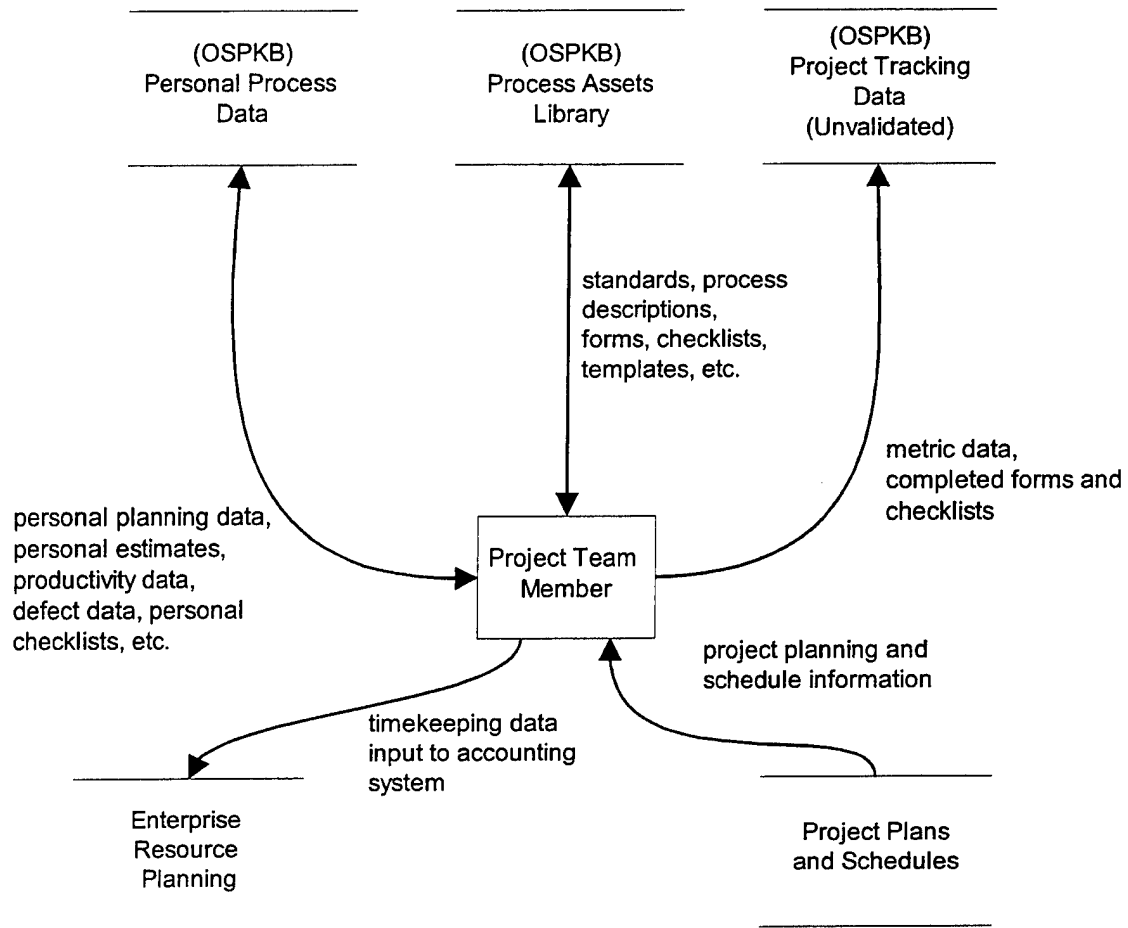 (OSPKB)
Personal Process
Data
(OSPKB)
Process Assets
Library
(OSPKB)
Project Tracking
Data
(Unvalidated)
standards, process
descriptions,
forms, checklists,
templates, etc.
metric data,
completed forms and
checklists
personal planning data,
personal estimates,
productivity data,
defect data, personal
checklists, etc.
Project Team
Member
project planning and
schedule information
timekeeping data
input to accounting
system
Enterprise
Resource
Planning
Project Plans
and Schedules